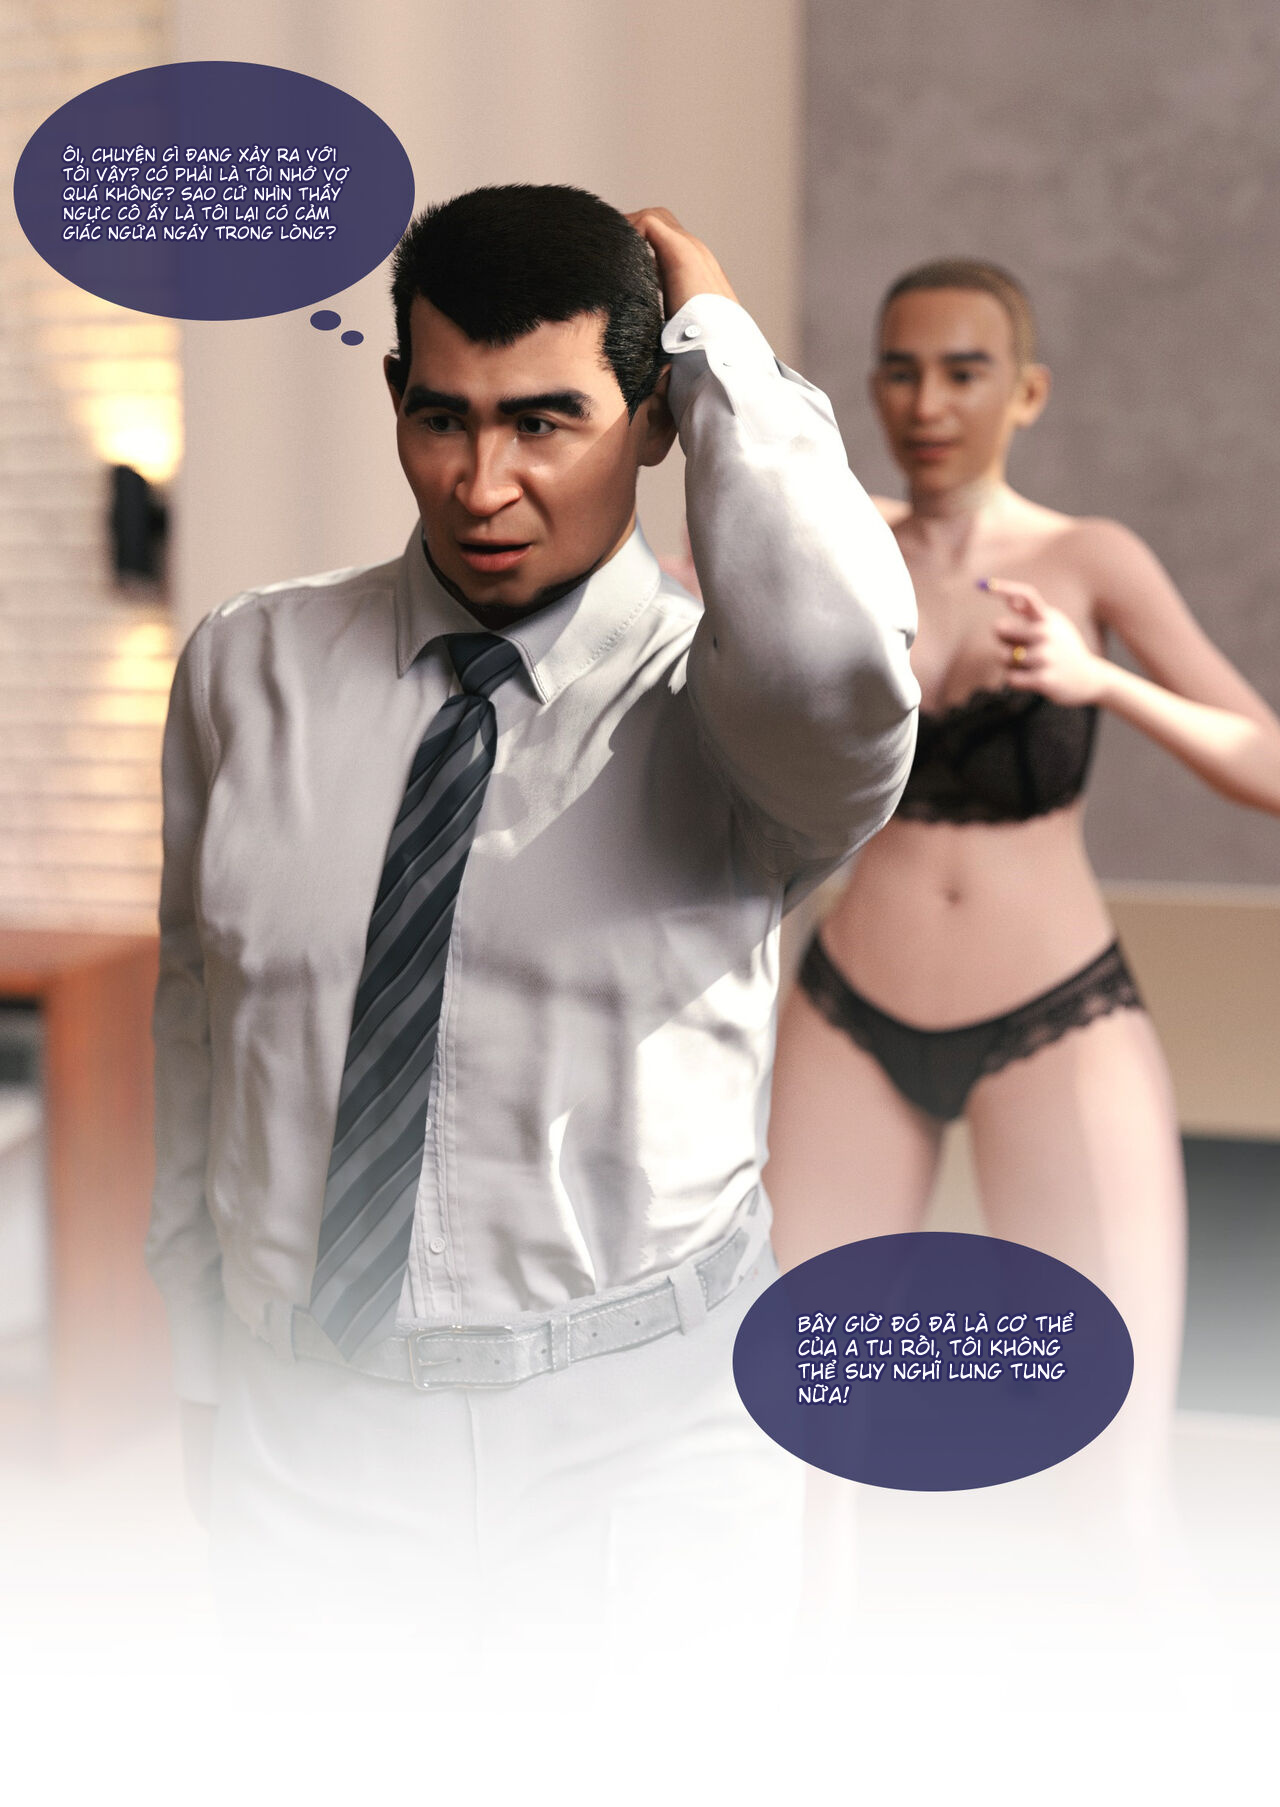 ÔI, CHUYỆN GÌ ĐANG XẢY RA VỚI
TÔI VẬY? CÓ PHẢI LÀ TÔI NHỚ VỢ
QUÁ KHÔNG? SAO CỨ NHÌN THẤY
NGỰC CÔ ẤY LÀ TÔI LẠI CÓ CẢM
GIÁC NGỨA NGÁY TRONG LÒNG?
BÂY GIỜ ĐÓ ĐÃ LÀ CƠ THỂ
CỦA A TU RỒI, TÔI KHÔNG
THỂ SUY NGHĨ LUNG TUNG
NỮA!